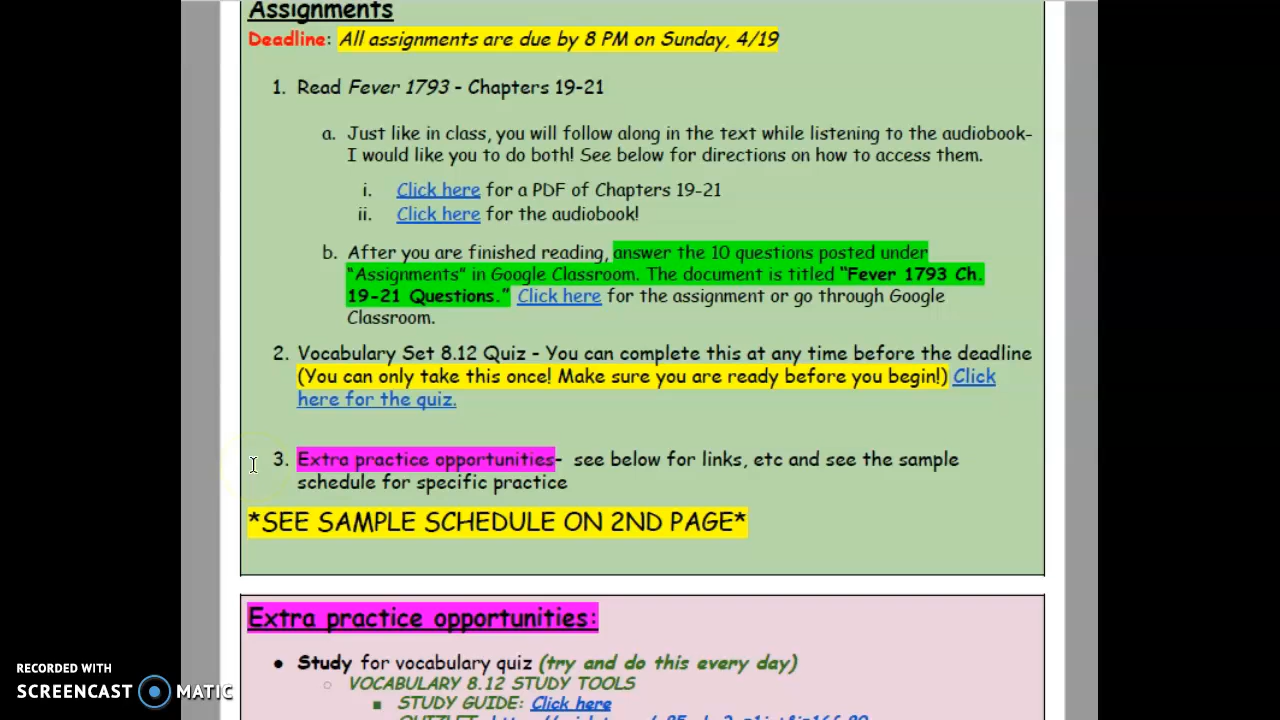 Assignments
Deadline: All assignments are due by 8 PM on Sunday, 4/19
1. Read Fever 1793 - Chapters 19-21
a. Just like in class, you will follow along in the text while listening to the audiobook-
I would like you to do both! See below for directions on how to access them.
i. Click here for a PDF of Chapters 19-21
ii. Click here for the audiobook!
b. After you are finished reading, answer the 10 questions posted under
"Assignments" in Google Classroom. The document is titled "Fever 1793 Ch.
19-21 Questions." Click here for the assignment or go through Google
Classroom.
2. Vocabulary Set 8.12 Quiz - You can complete this at any time before the deadline
(You can only take this once! Make sure you are ready before you begin!) Click
here for the quiz.
3. Extra practice opportunities- see below for links, etc and see the sample
schedule for specific practice
*SEE SAMPLE SCHEDULE ON 2ND PAGE*
Extra practice opportunities:
● Study for vocabulary quiz (try and do this every day)
○ VOCABULARY 8.12 STUDY TOOLS
■ STUDY GUIDE: Click here
RECORDED WITH
SCREENCAST MATIC